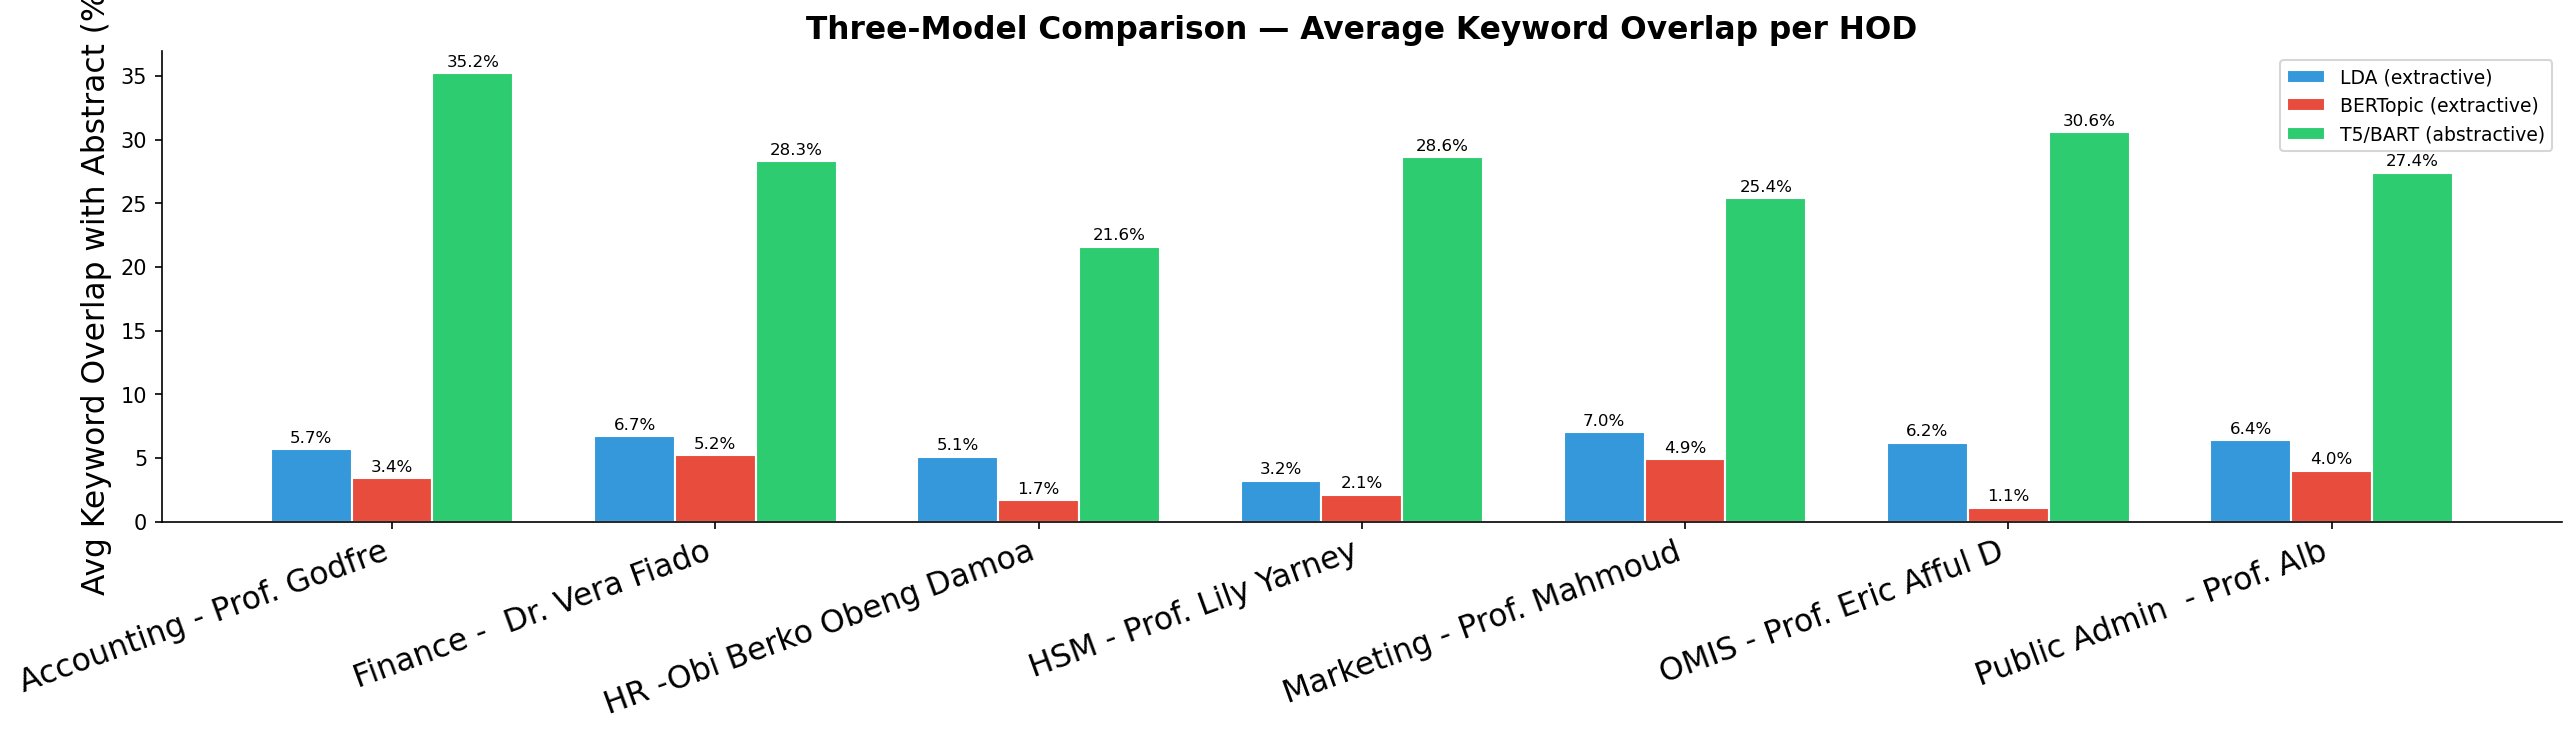 Three-Model Comparison — Average Keyword Overlap per HOD
Avg Keyword Overlap with Abstract (%
35
30
25
20
15
10
5
0
LDA (extractive)
BERTopic (extractive)
T5/BART (abstractive)
5.7%
3.4%
35.2%
6.7%
5.2%
28.3%
5.1%
1.7%
21.6%
3.2%
2.1%
28.6%
7.0%
4.9%
25.4%
6.2%
1.1%
30.6%
6.4%
4.0%
27.4%
Accounting - Prof. Godfre
Finance -  Dr. Vera Fiado
HR -Obi Berko Obeng Damoa
HSM - Prof. Lily Yarney
Marketing - Prof. Mahmoud
OMIS - Prof. Eric Afful D
Public Admin  - Prof. Alb